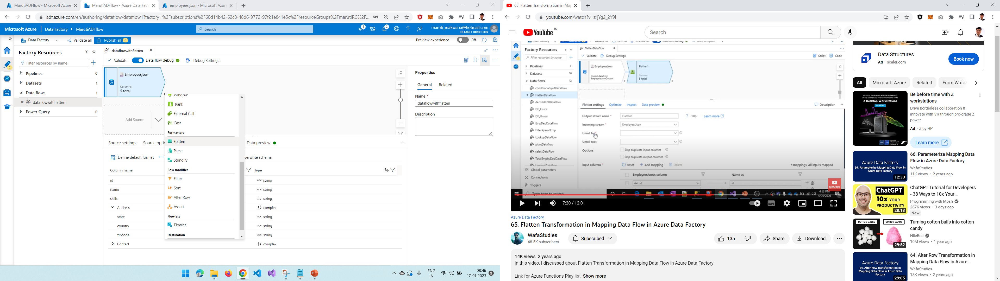 MarutiADFflow - Microsoft Azure
MarutiADFflow - Azure Data Fact
employees.json - Microsoft Azure
adf.azure.com/en/authoring/dataflow/dataflow1?factory=%2Fsubscriptions%2F60d14b42-62c8-48d6-9772-97f21e841e5c%2FresourceGroups%2FmarutiRG%2F...
Microsoft Azure
Data Factory
MarutiADFflow
Search
5
2
maruti_makwana@hotmail.com
DEFAULT DIRECTORY
Data Factory
Validate all
Publish all
2
Preview experience
Off
2
Factory Resources
Filter resources by name
Pipelines
0
Datasets
1
Data flows
1
dataflowwithflatten
Power Query
0
dataflowwithflatten
Validate
Data flow debug
Debug Settings
Employeesjson
Columns:
5 total
Add Source
Window
Rank
External Call
Cast
Formatters
Flatten
Parse
Stringify
Row modifier
Filter
Sort
Alter Row
Assert
Flowlets
Flowlet
Destination
Source settings
Source optio
Data preview
Define default format
verwrite schema
Column name
Type
id
abc string
name
abc string
skills
[] string
Address
{} complex
state
abc string
country
abc string
zipcode
abc string
Contact
{} complex
Properties
General
Related
Name *
dataflowwithflatten
Description
ENG
IN
08:46
17-01-2023
9
65. Flatten Transformation in Ma
youtube.com/watch?v=zrjYg2_2Y9I
YouTube
IN
Search
Factory Resources
Filter resources by name
Pipelines
3
Datasets
16
Data flows
12
conditionalSplitDataFlow
FlattenDataFlow
derivedColDataFlow
DF_Exists
DF_Union
EmpDepDataFlow
FilterPyarollEmp
LookupDataFlow
pivotDataflow
selectDataFlow
TotalEmpbyDepDataFlow
Global parameters
Connections
Triggers
FlattenDataFlow
Validate
Debug Settings
Script
Code
EmployessJson
Import data from
EmployeeJsonDataset
Flatten1
Columns:
5 total
Flatten settings
Optimize
Inspect
Data preview
Description
Output stream name *
Flatten1
Help
Learn more
Incoming stream *
EmployessJson
Unroll by*
Unroll root
Options
Skip duplicate input columns
Skip duplicate output columns
Input columns *
Reset
Add mapping
Delete
5 mappings: All inputs mapped
EmployessJson's column
Name as
abc id
id
SUBSCRIBE
Type here to search
4:53 PM
4/25/2020
29
7:20 / 12:01
Azure Data Factory
65. Flatten Transformation in Mapping Data Flow in Azure Data Factory
WafaStudies
48.5K subscribers
Subscribed
135
Share
Download
14K views 2 years ago
In this video, I discussed about Flatten Transformation in Mapping Data Flow in Azure Data Factory
Link for Azure Functions Play list: Show more
Data Structures
Ad · scaler.com
Book now
All
Microsoft Azure
Related
From WafaS
Z Desktop Workstations
Be before time with Z
workstations
Drive borderless collaboration &
innovate with VR through pro-grade Z
power
Ad · Z by HP
Learn more
Azure Data Factory
66. Parameterize Mapping Data Flow in
Azure Data Factory
12:30
66. Parameterize Mapping Data
Flow in Azure Data Factory
WafaStudies
11K views • 2 years ago
ChatGPT
10x YOUR
PRODUCTIVITY
28:13
ChatGPT Tutorial for Developers
- 38 Ways to 10x Your...
Programming with Mosh
267K views • 3 days ago
New
COTTON BALLS
COTTON CANDY
29:52
Turning cotton balls into cotton
candy
NileRed
10M views • 1 year ago
Azure Data Factory
64. Alter Row Transformation in
Mapping Data Flow in Azure Data
Factory
29:05
64. Alter Row Transformation in
Mapping Data Flow in Azure...
WafaStudies
18K views • 2 years ago